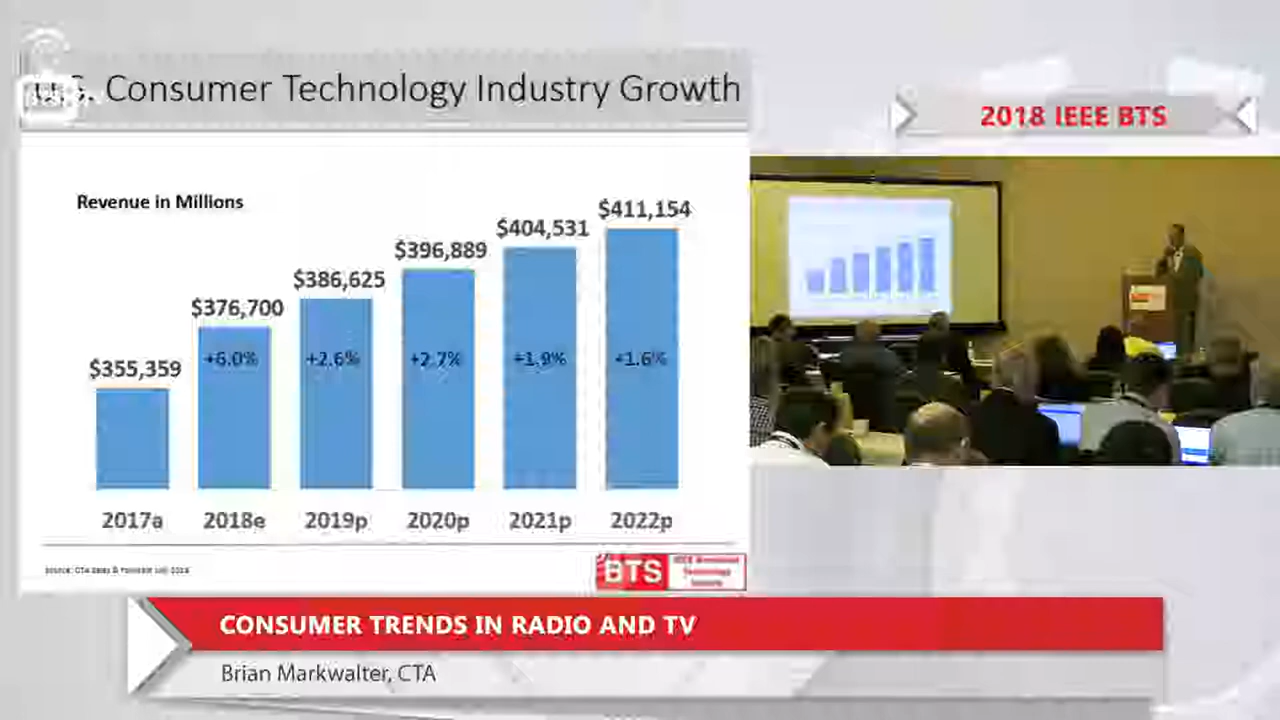 U.S. Consumer Technology Industry Growth
2018 IEEE BTS
Revenue in Millions
$355,359
$376,700
$386,625
$396,889
$404,531
$411,154
+6.0%
+2.6%
+2.7%
+1.9%
+1.6%
2017a
2018e
2019p
2020p
2021p
2022p
BTS
CONSUMER TRENDS IN RADIO AND TV
Brian Markwalter, CTA